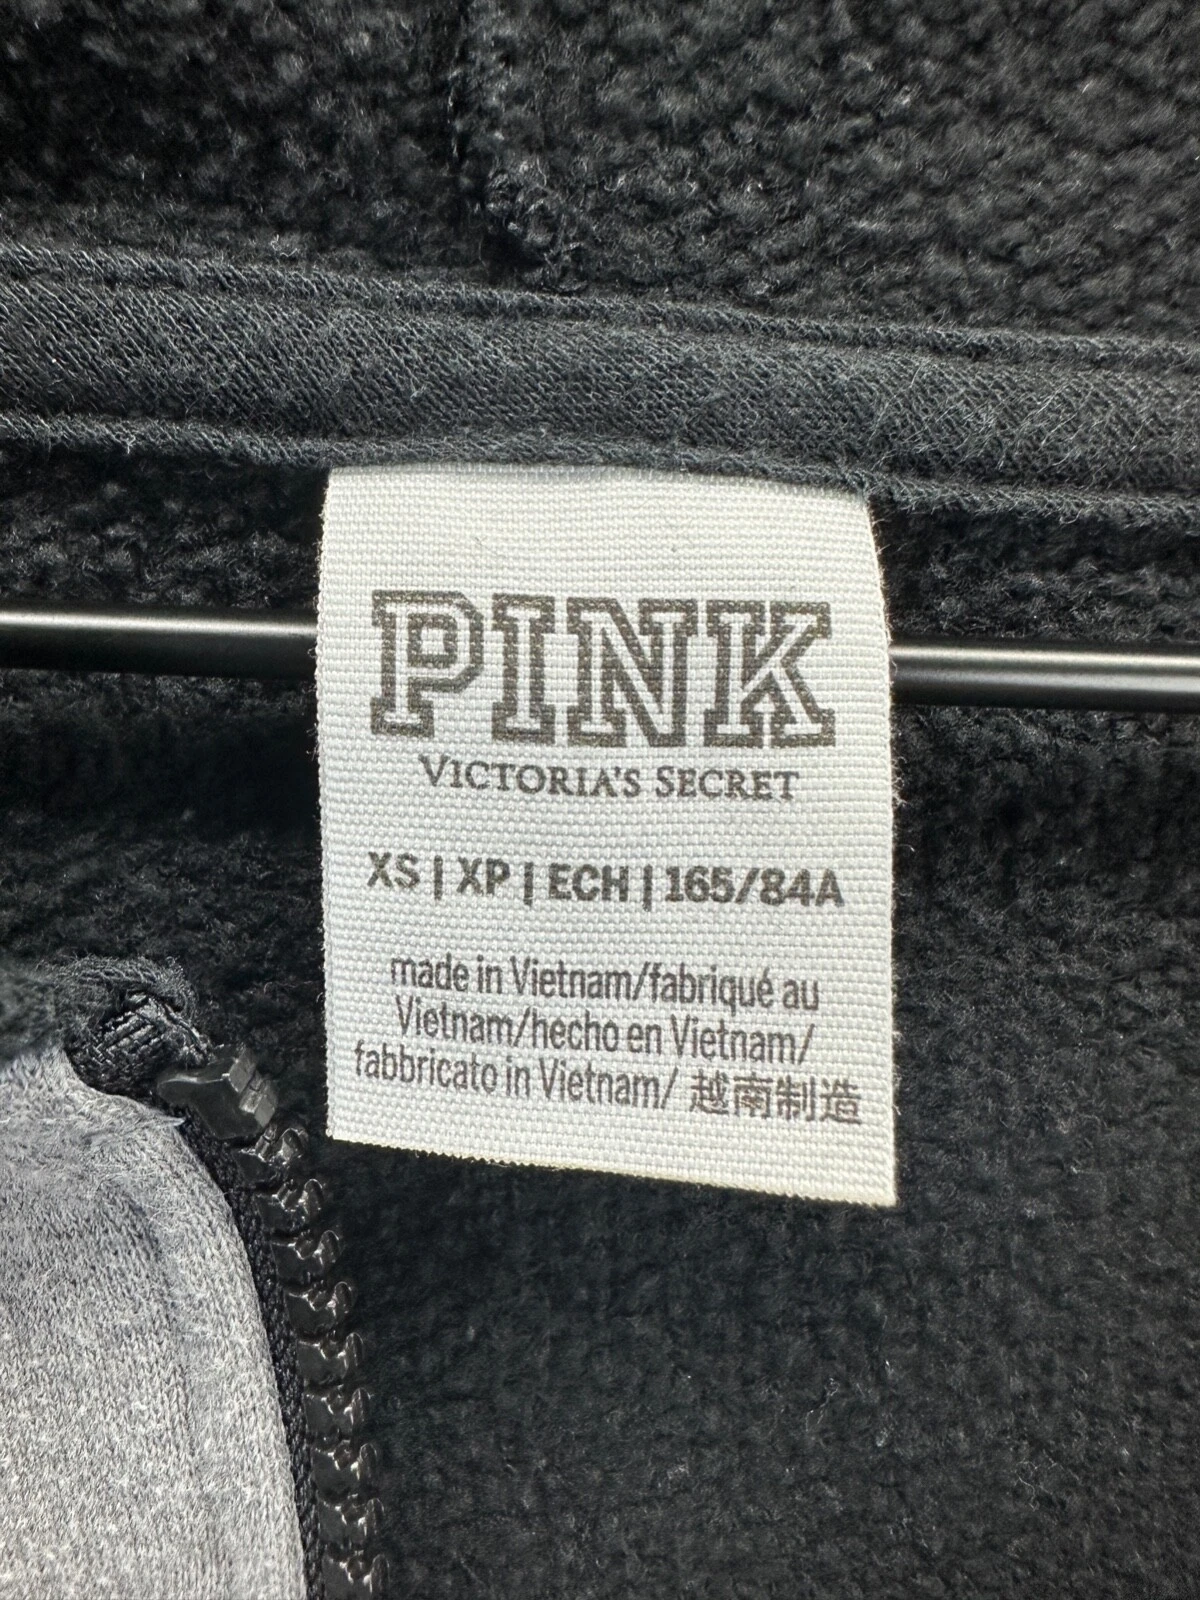 PINK
VICTORIA'S SECRET
XS | XP | ECH | 165/84A
made in Vietnam/fabriqué au
Vietnam/hecho en Vietnam/
fabbricato in Vietnam/ 越南制造